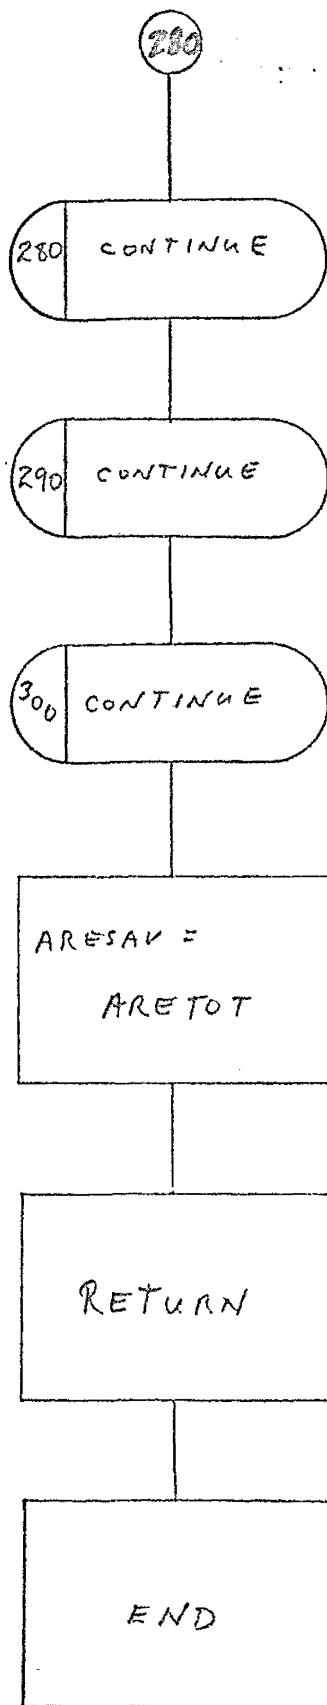 280
280 CONTINUE
290 CONTINUE
300 CONTINUE
ARESAV =
ARETOT
RETURN
END